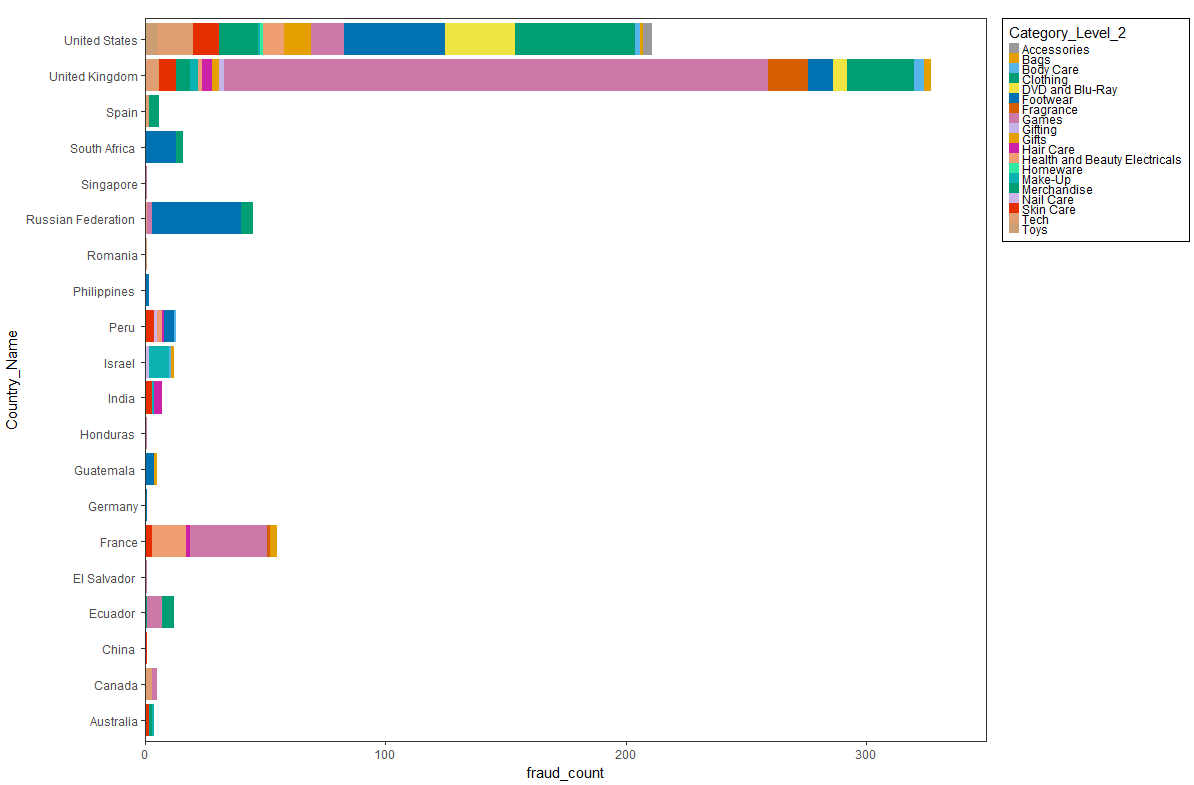 United States
United Kingdom
Spain
South Africa
Singapore
Russian Federation
Romania
Philippines
Peru
Israel
India
Honduras
Guatemala
Germany
France
El Salvador
Ecuador
China
Canada
Australia
Country_Name
0 100 200 300
fraud_count
Category_Level_2
Accessories
Bags
Body Care
Clothing
DVD and Blu-Ray
Footwear
Fragrance
Games
Gifting
Gifts
Hair Care
Health and Beauty Electricals
Homeware
Make-Up
Merchandise
Nail Care
Skin Care
Tech
Toys